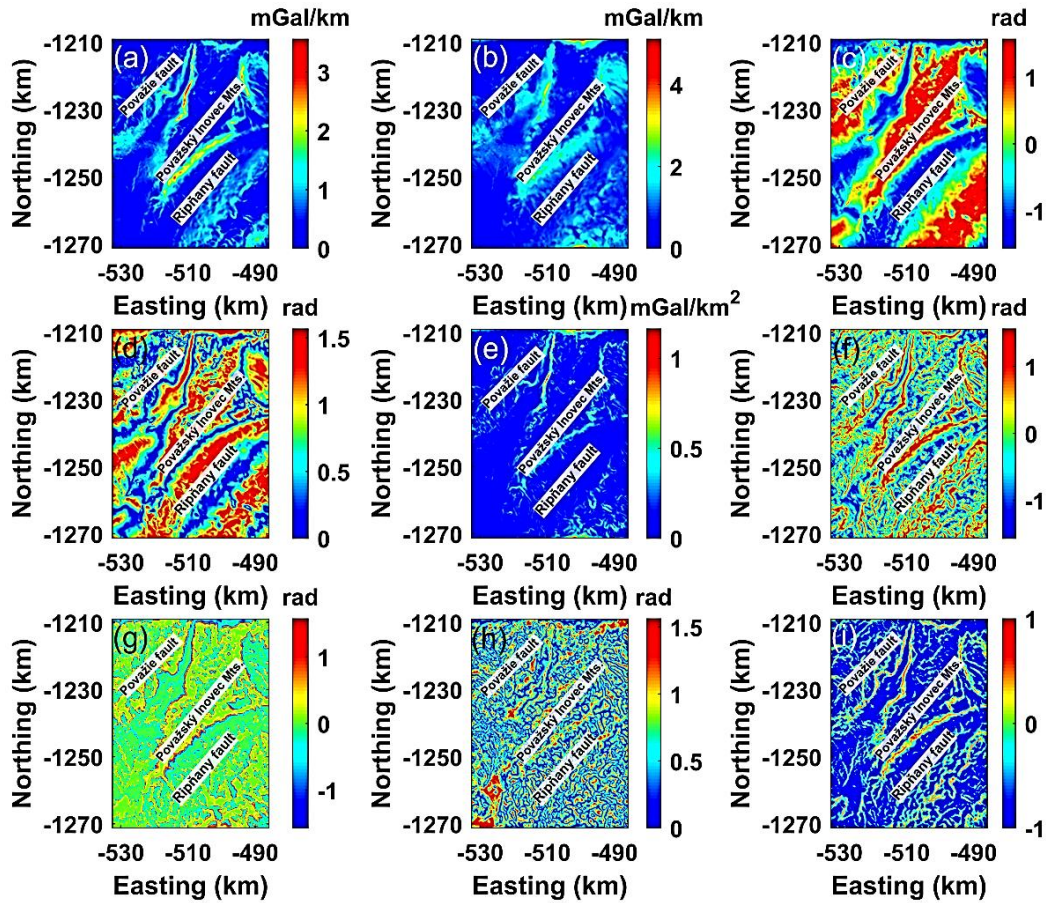 mGal/km mGal/km rad
-1210 (a) 3 -1210 (b) 4 -1210 (c) 1
Považie fault Považie fault Považie fault
-1230 2 -1230 -1230
Považský Inovec Mts. Považský Inovec Mts. Považský Inovec Mts.
Northing (km) Northing (km) Northing (km)
-1250 1 -1250 2 -1250 0
Ripňany fault Ripňany fault Ripňany fault
-1270 0 -1270 0 -1270 -1
-530 -510 -490 -530 -510 -490 -530 -510 -490
Easting (km) rad Easting (km) mGal/km² Easting (km) rad
-1210 (d) 1.5 -1210 (e) 1 -1210 (f) 1
Považie fault Považie fault Považie fault
-1230 1 -1230 -1230
Považský Inovec Mts. Považský Inovec Mts. Považský Inovec Mts.
Northing (km) Northing (km) Northing (km)
-1250 0.5 -1250 0.5 -1250 0
Ripňany fault Ripňany fault Ripňany fault
-1270 0 -1270 0 -1270 -1
-530 -510 -490 -530 -510 -490 -530 -510 -490
Easting (km) rad Easting (km) rad Easting (km)
-1210 (g) 1 -1210 (h) 1.5 -1210 (i) 1
Považie fault Považie fault Považie fault
-1230 -1230 1 -1230 0.5
Považský Inovec Mts. Považský Inovec Mts. Považský Inovec Mts.
Northing (km) Northing (km) Northing (km)
-1250 0 -1250 0.5 -1250 0
Ripňany fault Ripňany fault Ripňany fault
-0.5
-1270 -1 -1270 0 -1270 -1
-530 -510 -490 -530 -510 -490 -530 -510 -490
Easting (km) Easting (km) Easting (km)